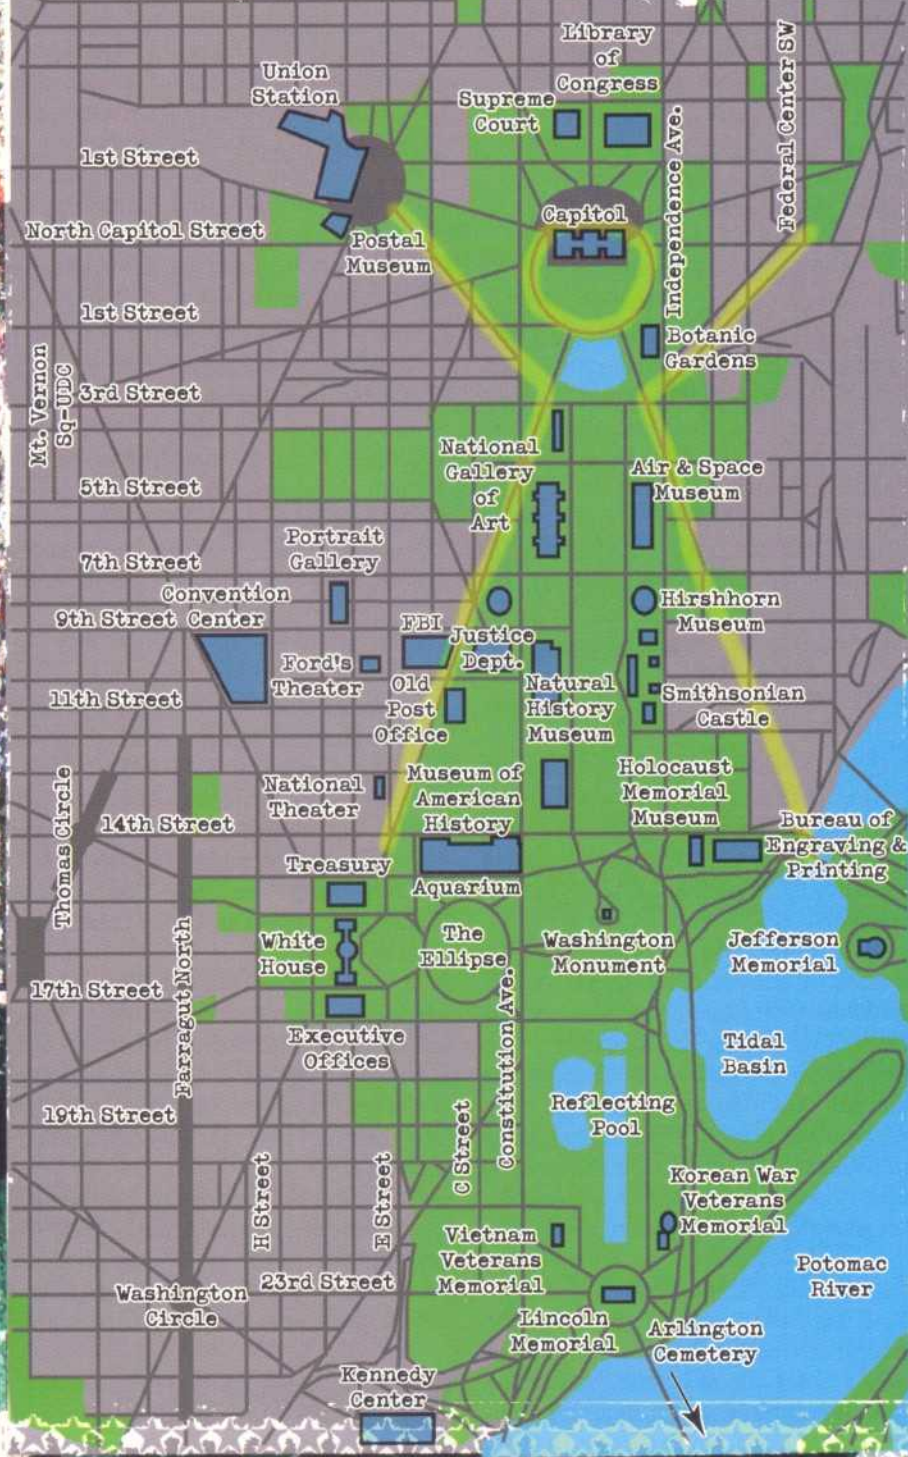 Library
of
Congress
Union
Station
Supreme
Court
Federal Center SW
1st Street
Independence Ave.
North Capitol Street
Capitol
Postal
Museum
1st Street
Botanic
Gardens
Mt. Vernon
Sq-UDC
3rd Street
National
Gallery
of
Art
Air & Space
Museum
5th Street
Portrait
Gallery
7th Street
Convention
Center
9th Street
Hirshhorn
Museum
FBI
Justice
Dept.
Ford's
Theater
Old
Post
Office
Natural
History
Museum
11th Street
Smithsonian
Castle
National
Theater
Museum of
American
History
Holocaust
Memorial
Museum
Thomas Circle
14th Street
Bureau of
Engraving &
Printing
Treasury
Aquarium
White
House
The
Ellipse
Washington
Monument
Jefferson
Memorial
Farragut North
17th Street
Executive
Offices
Constitution Ave.
Tidal
Basin
19th Street
Reflecting
Pool
C Street
H Street
E Street
Korean War
Veterans
Memorial
Vietnam
Veterans
Memorial
Potomac
River
23rd Street
Washington
Circle
Lincoln
Memorial
Arlington
Cemetery
Kennedy
Center